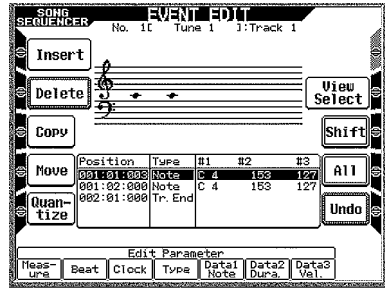 SONG SEQUENCER
EVENT EDIT
No. 1[ Tune 1 ]:Track 1
Insert
Delete
View Select
Copy
Shift
Move
Position Type #1 #2 #3
001:01:003 Note C 4 153 127
001:02:000 Note C 4 153 127
002:01:000 Tr. End
All
Quan-tize
Undo
Edit Parameter
Meas-ure Beat Clock Type Data1 Note Data2 Dura. Data3 Vel.